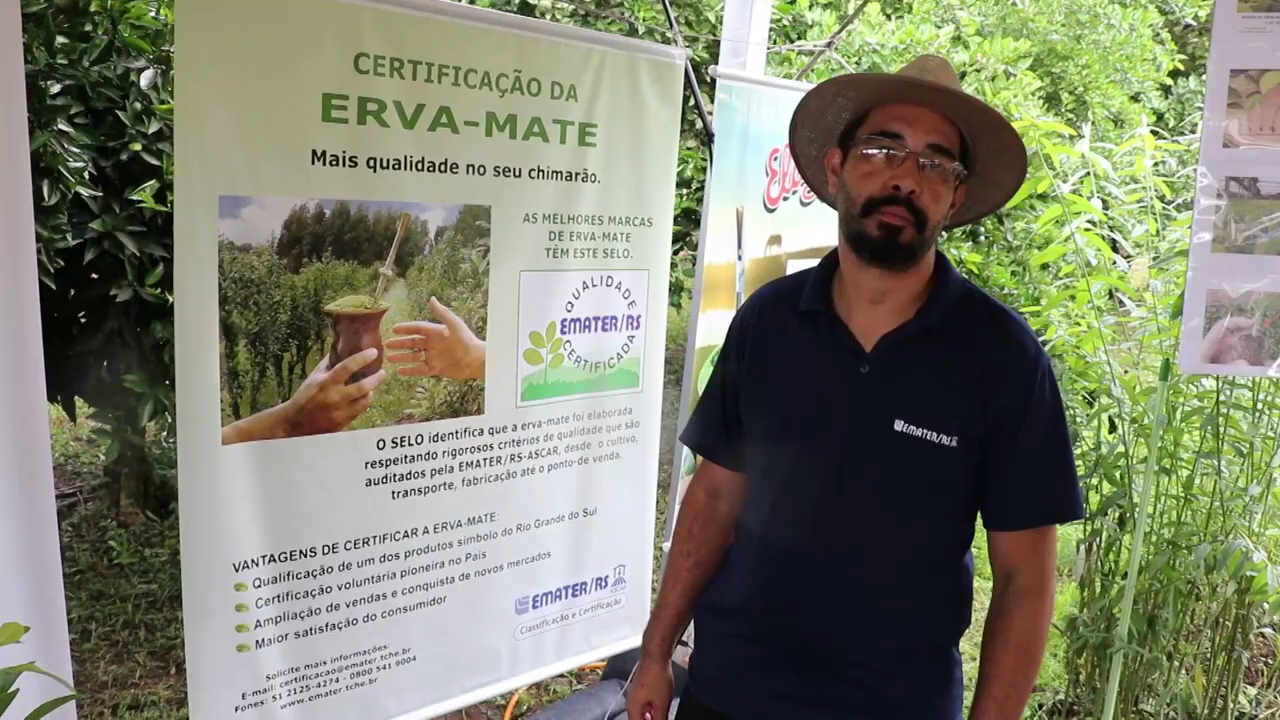 CERTIFICAÇÃO DA
ERVA-MATE
Mais qualidade no seu chimarão.
AS MELHORES MARCAS
DE ERVA-MATE
TÊM ESTE SELO.
QUALIDADE
EMATER/RS
CERTIFICADA
O SELO identifica que a erva-mate foi elaborada
respeitando rigorosos critérios de qualidade que são
auditados pela EMATER/RS-ASCAR, desde o cultivo,
transporte, fabricação até o ponto-de venda.
VANTAGENS DE CERTIFICAR A ERVA-MATE:
Qualificação de um dos produtos símbolo do Rio Grande do Sul
Certificação voluntária pioneira no País
Ampliação de vendas e conquista de novos mercados
Maior satisfação do consumidor
EMATER/RS
ASCAR
Classificação e Certificação
Solicite mais informações:
E-mail: certificacao@emater.tche.br
Fones: 51 2125-4274 - 0800 541 9004
www.emater.tche.br
EMATER/RS